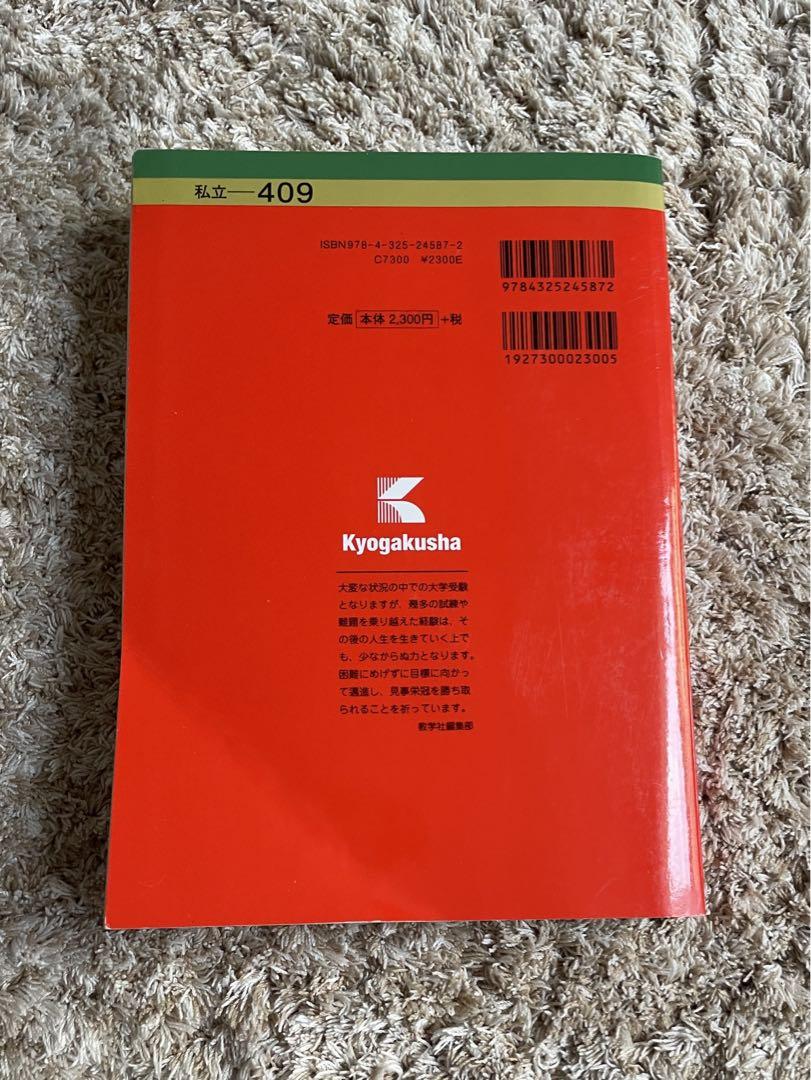 私立—409
ISBN978-4-325-24587-2
C7300 ¥2300E
9784325245872
定価 本体 2,300円 +税
1927300023005
Kyogakusha
大変な状況の中での大学受験
となりますが、幾多の試練や
難題を乗り越えた経験は、そ
の後の人生を生きていく上で
も、少なからぬ力となります。
困難にめげずに目標に向かっ
て邁進し、見事栄冠を勝ち取
られることを祈っています。
教学社編集部